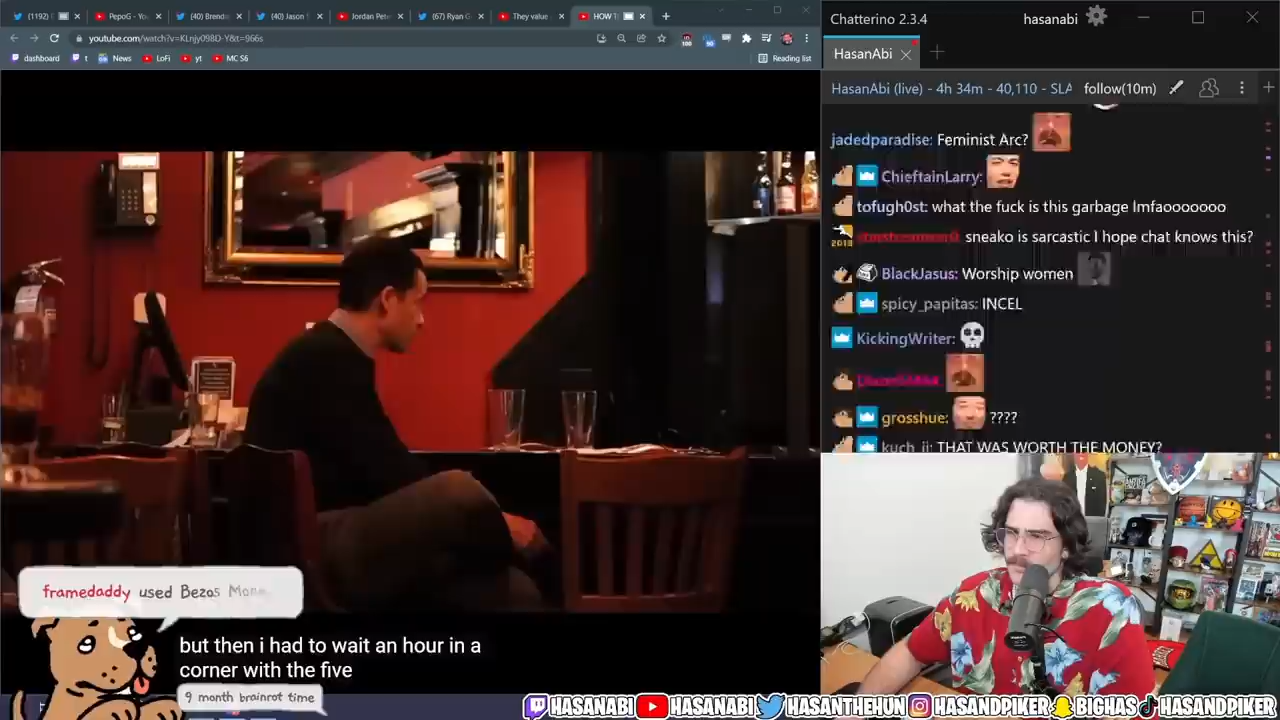 (1192)
PepoG - Y
(40) Brenda
(40) Jason
Jordan Pete
(67) Ryan G
They value
HOW T
youtube.com/watch?v=KLnjy098D-Y&t=966s
dashboard
t
News
LoFi
yt
MC S6
Reading list
Chatterino 2.3.4
hasanabi
HasanAbi
HasanAbi (live) - 4h 34m - 40,110 - SLA
follow(10m)
jadedparadise: Feminist Arc?
ChieftainLarry:
tofugh0st: what the fuck is this garbage lmfaooooooo
2018
sneako is sarcastic I hope chat knows this?
BlackJasus: Worship women
spicy_papitas: INCEL
KickingWriter:
grosshue: ????
kuch_ii: THAT WAS WORTH THE MONEY?
framedaddy used Bezos
but then i had to wait an hour in a
corner with the five
9 month brainrot time
HASANABI
HASANABI
HASANTHEHUN
HASANDPIKER
BIGHAS
HASANDPIKER